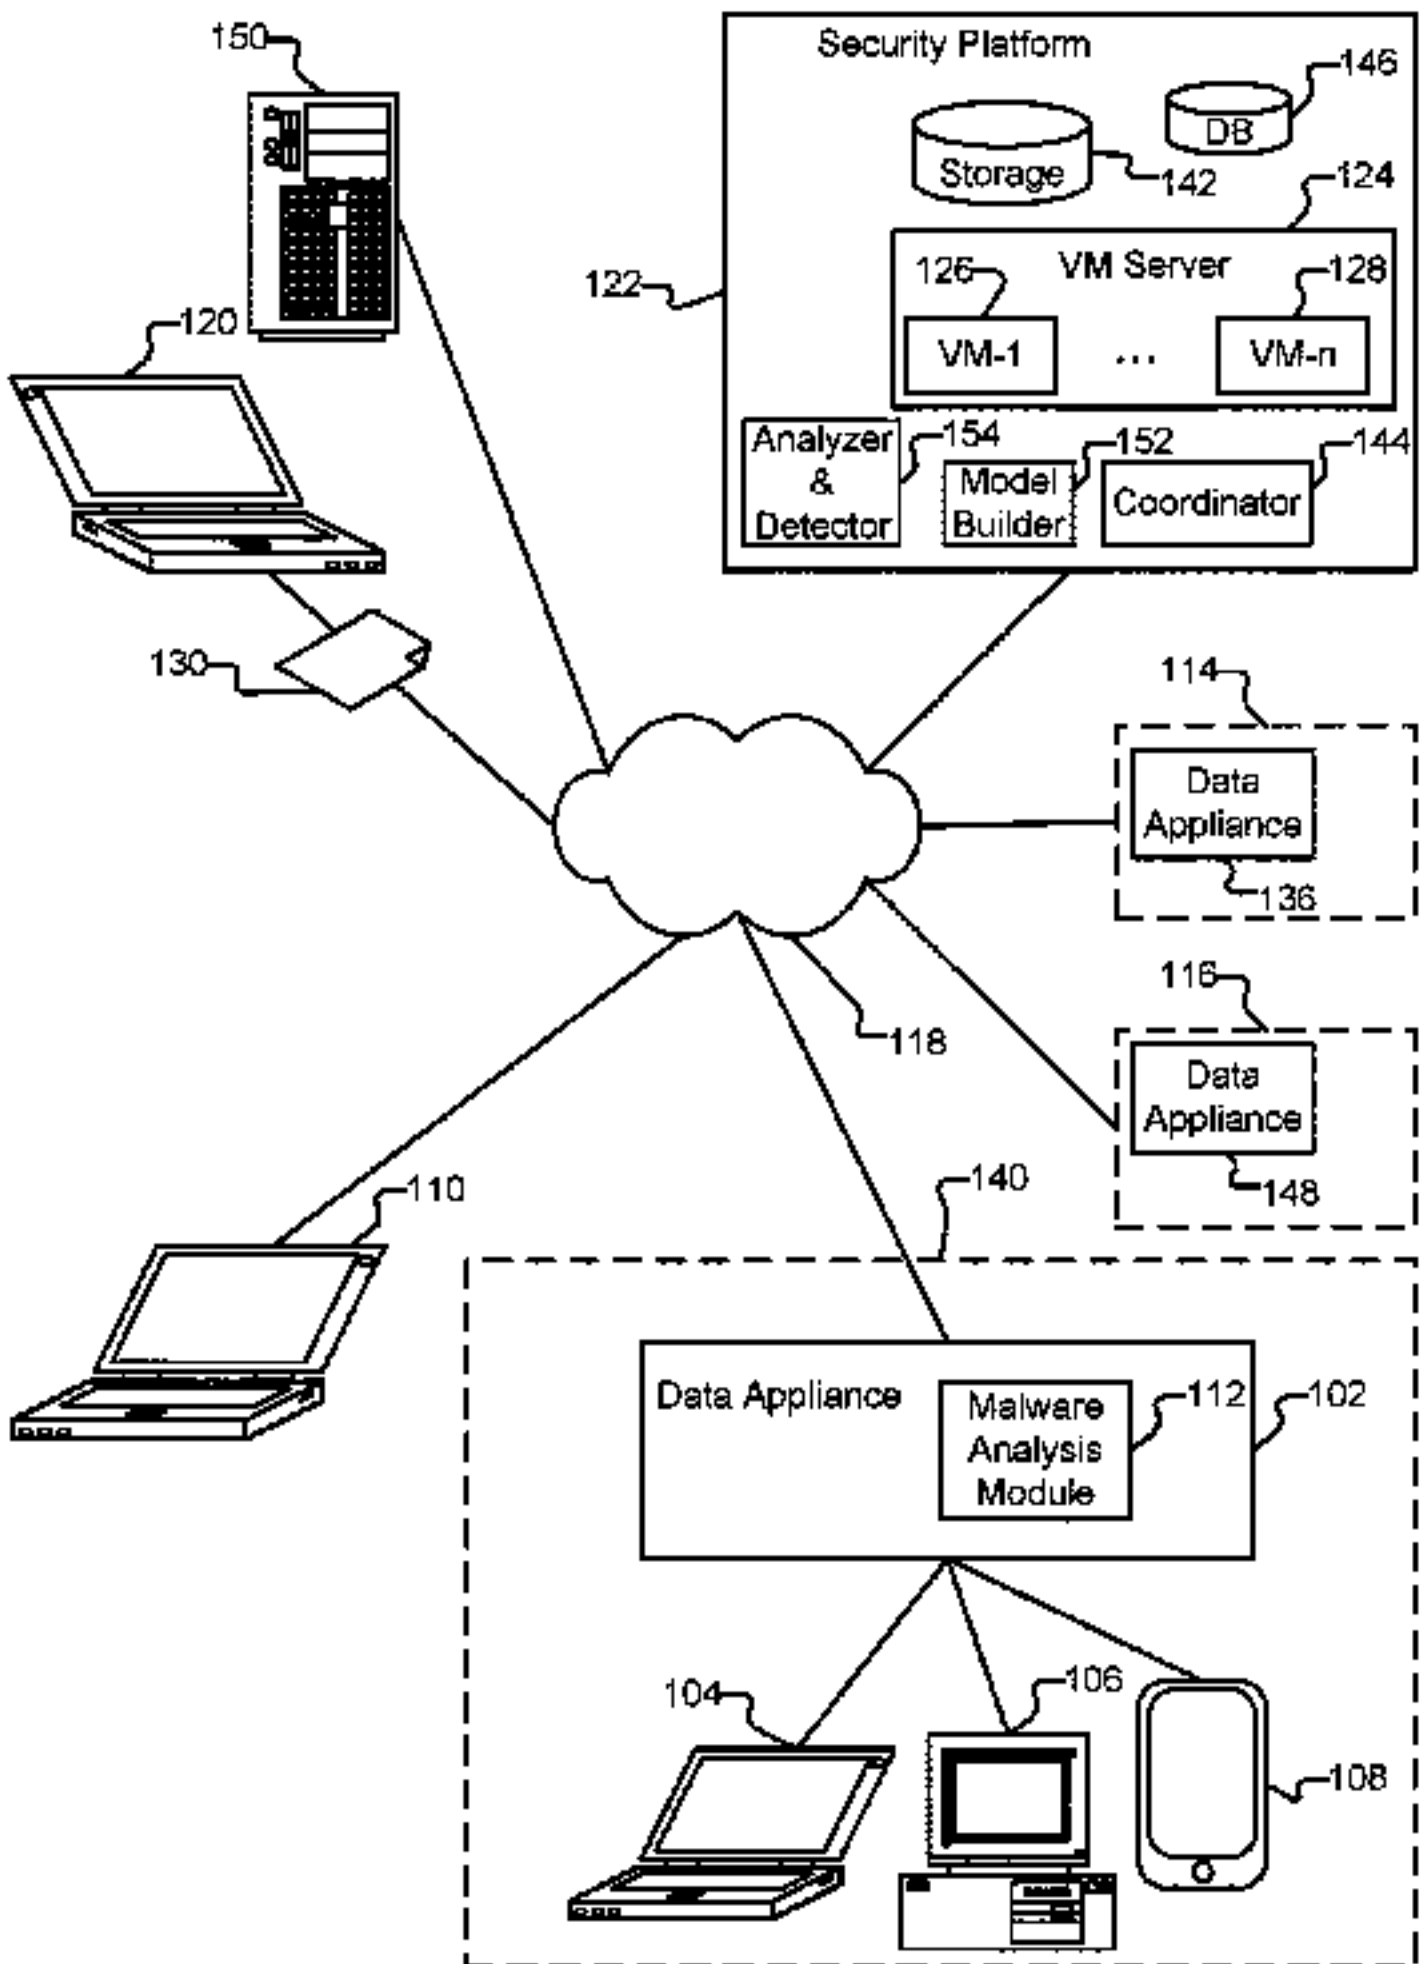 150
Security Platform
146
DB
Storage
142
124
VM Server
122
126
128
VM-1
...
VM-n
120
Analyzer
&
Detector
154
Model
Builder
152
Coordinator
144
130
114
Data
Appliance
136
116
118
Data
Appliance
148
140
110
Data Appliance
Malware
Analysis
Module
112
102
104
106
108